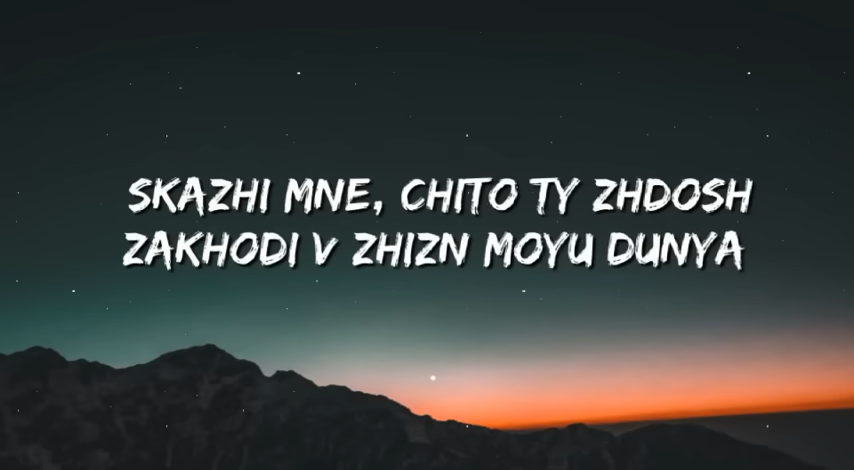 SKAZHI MNE, CHITO TY ZHDOSH
ZAKHODI V ZHIZN MOYU DUNYA